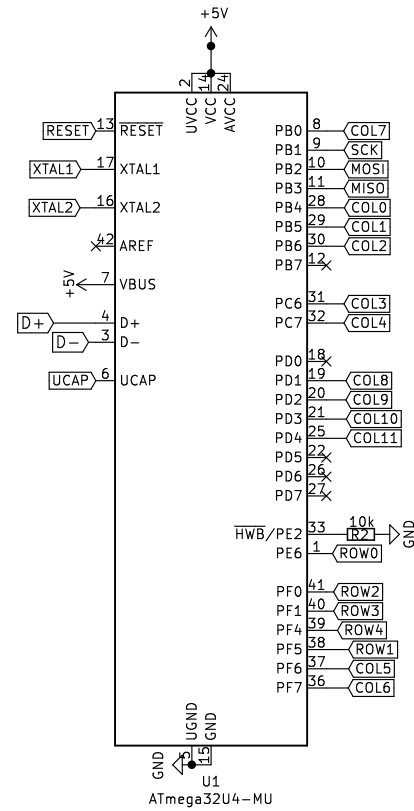 +5V
2 14 24
UVCC VCC AVCC
RESET 13 RESET
XTAL1 17 XTAL1
XTAL2 16 XTAL2
42 AREF
+5V 7 VBUS
D+ 4 D+
D- 3 D-
UCAP 6 UCAP
PB0 8 COL7
PB1 9 SCK
PB2 10 MOSI
PB3 11 MISO
PB4 28 COL0
PB5 29 COL1
PB6 30 COL2
PB7 12
PC6 31 COL3
PC7 32 COL4
PD0 18
PD1 19 COL8
PD2 20 COL9
PD3 21 COL10
PD4 25 COL11
PD5 22
PD6 26
PD7 27
HWB/PE2 33 10k R2 GND
PE6 1 ROW0
PF0 41 ROW2
PF1 40 ROW3
PF4 39 ROW4
PF5 38 ROW1
PF6 37 COL5
PF7 36 COL6
UGND GND
GND 5 15
U1
ATmega32U4-MU